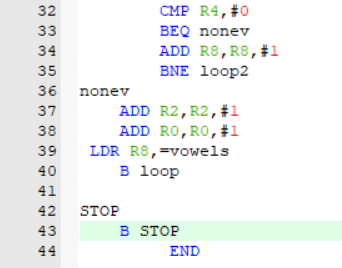 32 CMP R4,#0
33 BEQ nonev
34 ADD R8,R8,#1
35 BNE loop2
36 nonev
37 ADD R2,R2,#1
38 ADD R0,R0,#1
39 LDR R8,=vowels
40 B loop
41
42 STOP
43 B STOP
44 END